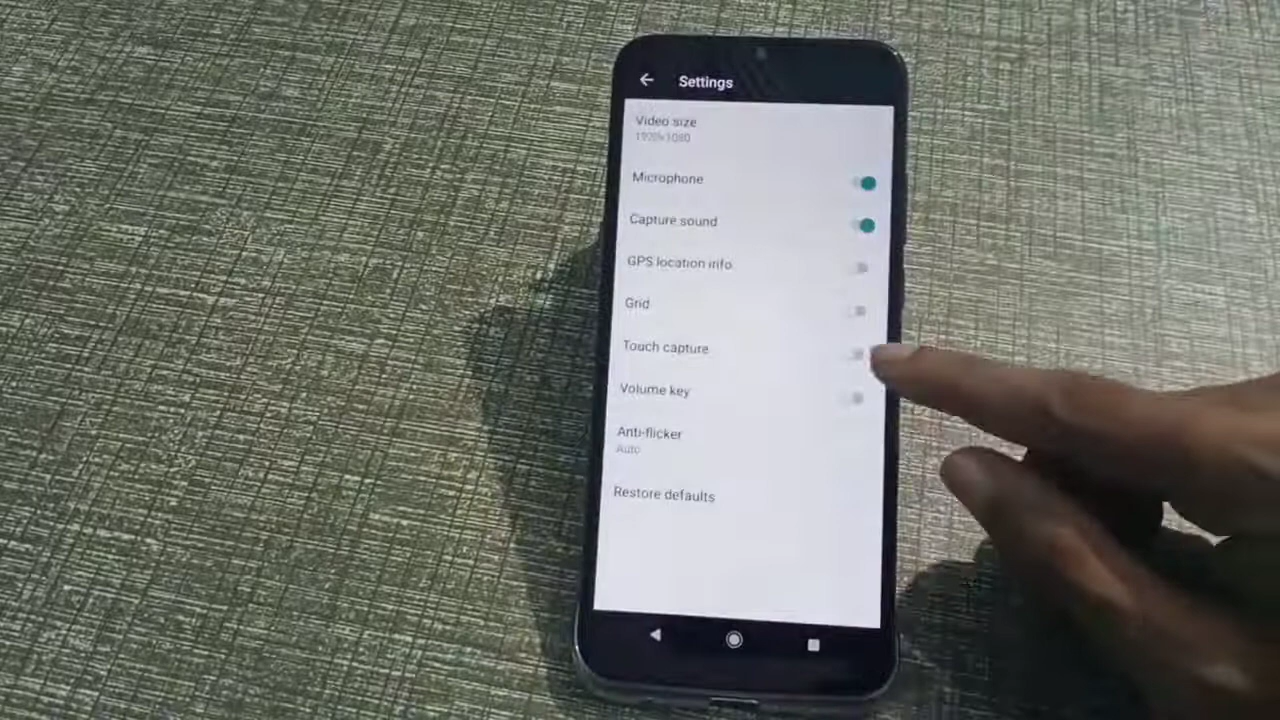 Settings
Video size
1920x1080
Microphone
Capture sound
GPS location info
Grid
Touch capture
Volume key
Anti-flicker
Auto
Restore defaults